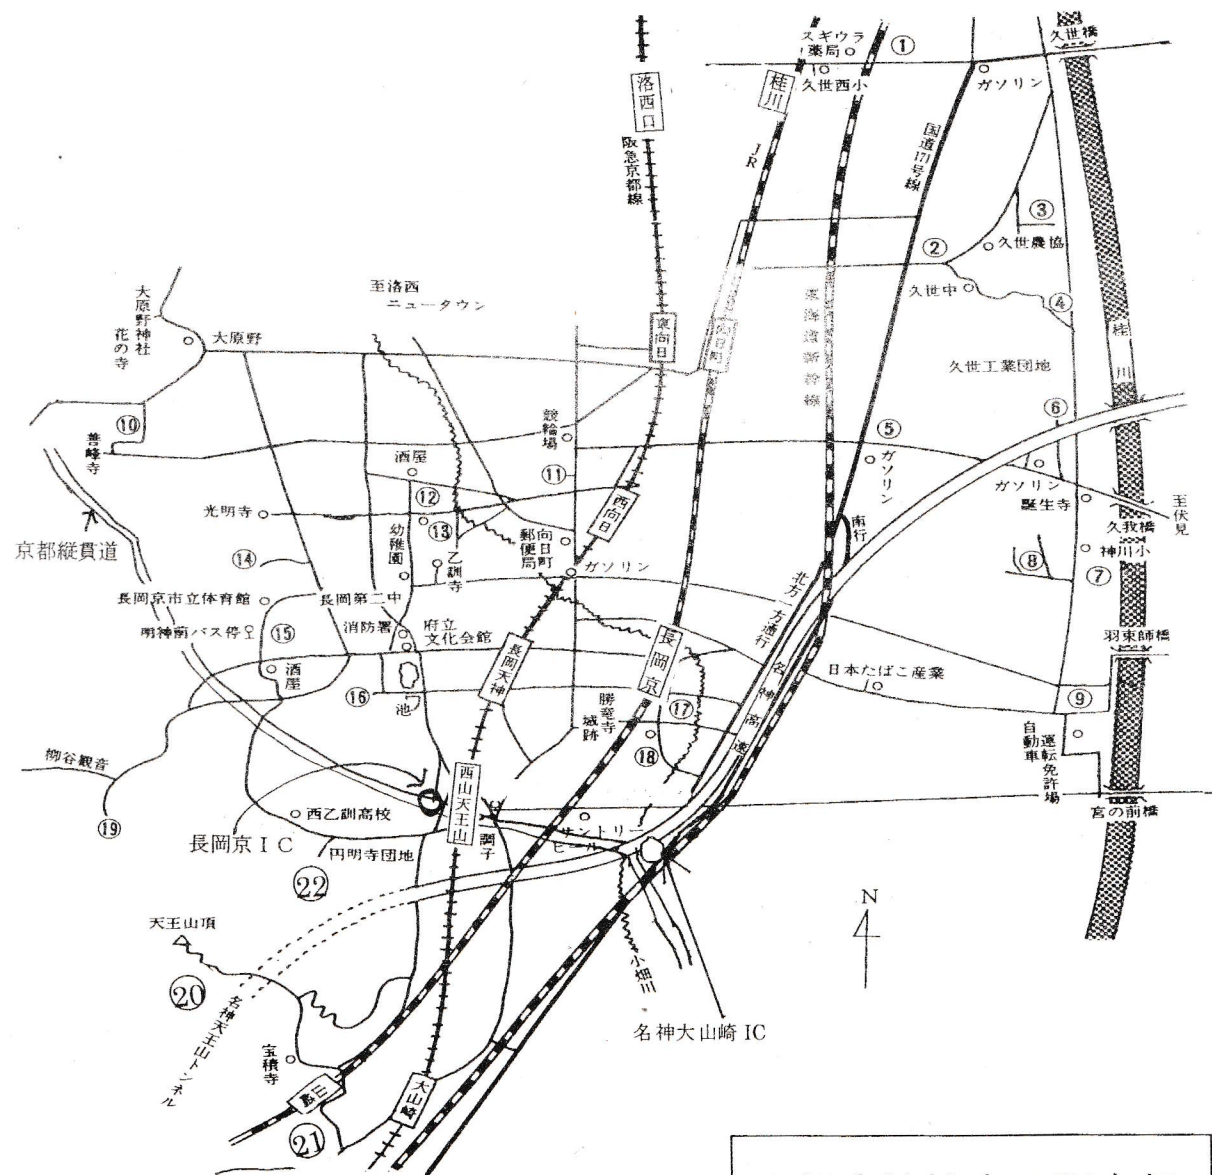 久世橋
スギウラ
薬局
①
久世西小
ガソリン
桂川
洛西口
JR
国道171号線
阪急京都線
③
②
久世農協
久世中
④
大原野神社
花の寺
大原野
至洛西
ニュータウン
東向日
向日町
東海道新幹線
桂川
久世工業団地
競輪場
⑥
⑤
ガソリン
⑩
善峰寺
酒屋
⑪
西向日
ガソリン
誕生寺
至伏見
久我橋
⑫
⑬
光明寺
幼稚園
乙訓寺
向日町
郵便局
ガソリン
南行
神川小
⑦
⑧
京都縦貫道
⑭
長岡京市立体育館
長岡第二中
北方一方通行
明神前バス停
⑮
消防署
府立
文化会館
長岡天神
長岡京
名神高速
羽束師橋
日本たばこ産業
酒屋
⑯
池
勝竜寺
城跡
⑰
⑱
⑨
自動車
運転免許場
柳谷観音
西山天王山
宮の前橋
⑲
西乙訓高校
調子
サントリー
ビール
長岡京IC
円明寺団地
㉒
N
天王山頂
⑳
小畑川
名神大山崎IC
名神天王山トンネル
宝積寺
山崎
大山崎
㉑